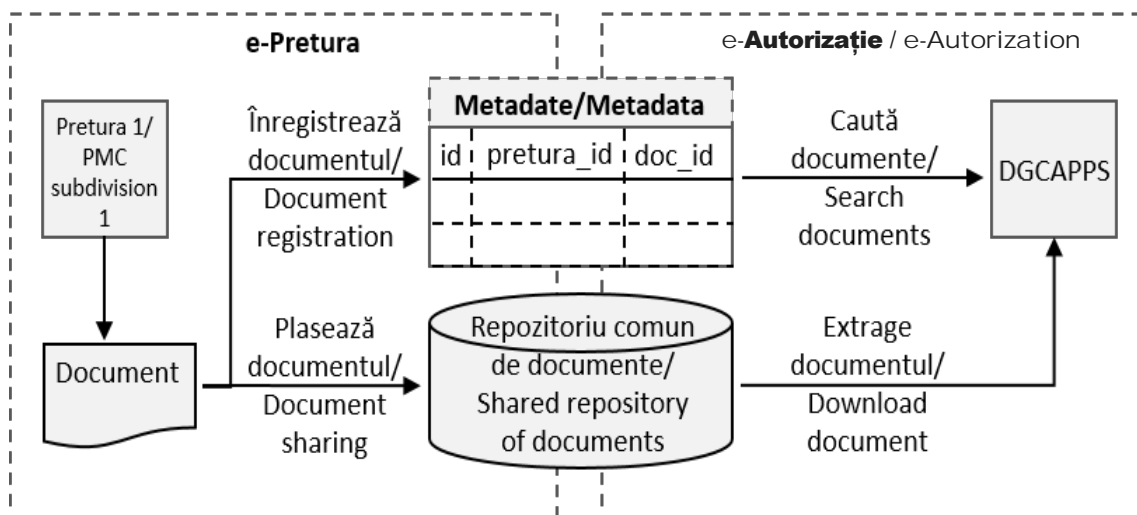 e-Pretura
e-Autorizație / e-Autorization
Pretura 1/
PMC
subdivision
1
Înregistrează
documentul/
Document
registration
Metadate/Metadata
id pretura_id doc_id
Caută
documente/
Search
documents
DGCAPPS
Document
Plasează
documentul/
Document
sharing
Repozitoriu comun
de documente/
Shared repository
of documents
Extrage
documentul/
Download
document